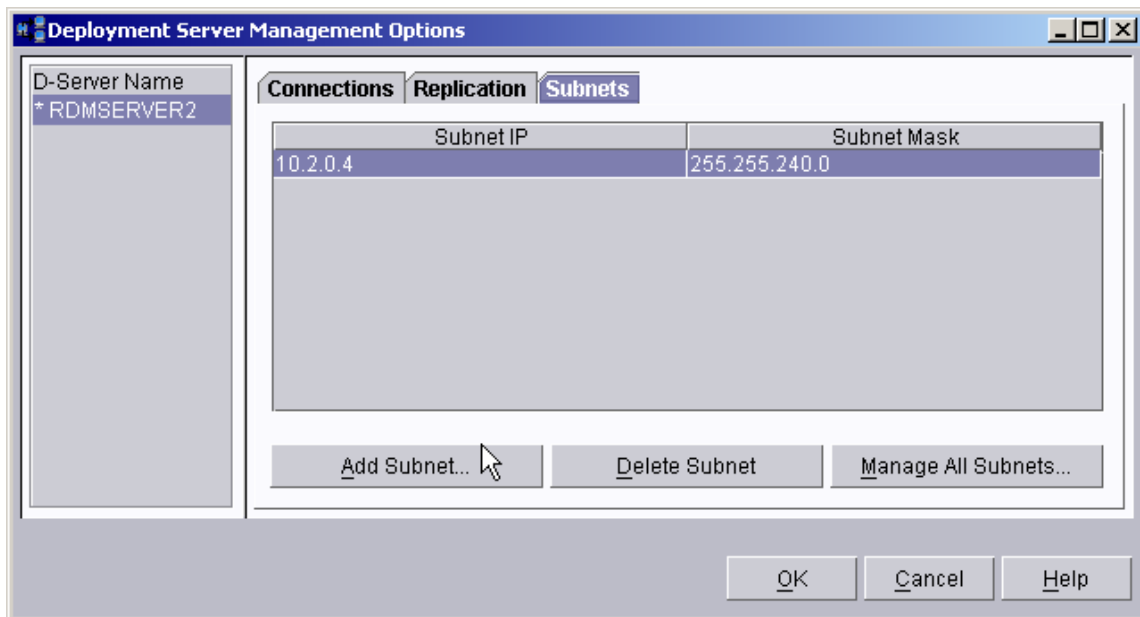 Deployment Server Management Options
D-Server Name
* RDMSERVER2
Connections Replication Subnets
Subnet IP Subnet Mask
10.2.0.4 255.255.240.0
Add Subnet... Delete Subnet Manage All Subnets...
OK Cancel Help